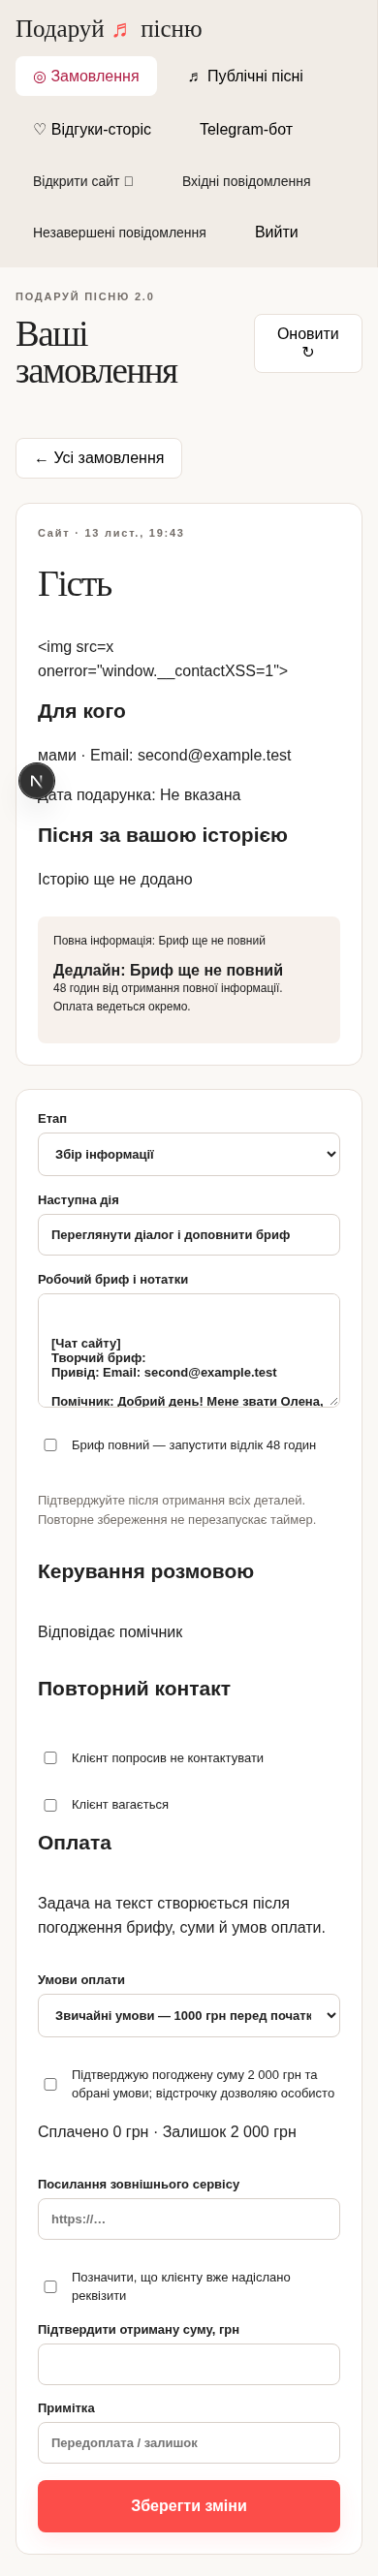 Подаруй ♬ пісню
◎ Замовлення
♬ Публічні пісні
♡ Відгуки-сторіс
Telegram-бот
Відкрити сайт
Вхідні повідомлення
Незавершені повідомлення
Вийти
ПОДАРУЙ ПІСНЮ 2.0
Ваші
замовлення
Оновити
↻
← Усі замовлення
Сайт · 13 лист., 19:43
Гість
<img src=x
onerror="window.__contactXSS=1">
Для кого
мами · Email: second@example.test
Дата подарунка: Не вказана
N
Пісня за вашою історією
Історію ще не додано
Повна інформація: Бриф ще не повний
Дедлайн: Бриф ще не повний
48 годин від отримання повної інформації.
Оплата ведеться окремо.
Етап
Збір інформації
Наступна дія
Переглянути діалог і доповнити бриф
Робочий бриф і нотатки
[Чат сайту]
Творчий бриф:
Привід: Email: second@example.test
Помічник: Добрий день! Мене звати Олена,
Бриф повний — запустити відлік 48 годин
Підтверджуйте після отримання всіх деталей.
Повторне збереження не перезапускає таймер.
Керування розмовою
Відповідає помічник
Повторний контакт
Клієнт попросив не контактувати
Клієнт вагається
Оплата
Задача на текст створюється після
погодження брифу, суми й умов оплати.
Умови оплати
Звичайні умови — 1000 грн перед початк
Підтверджую погоджену суму 2 000 грн та
обрані умови; відстрочку дозволяю особисто
Сплачено 0 грн · Залишок 2 000 грн
Посилання зовнішнього сервісу
https://…
Позначити, що клієнту вже надіслано
реквізити
Підтвердити отриману суму, грн
Примітка
Передоплата / залишок
Зберегти зміни